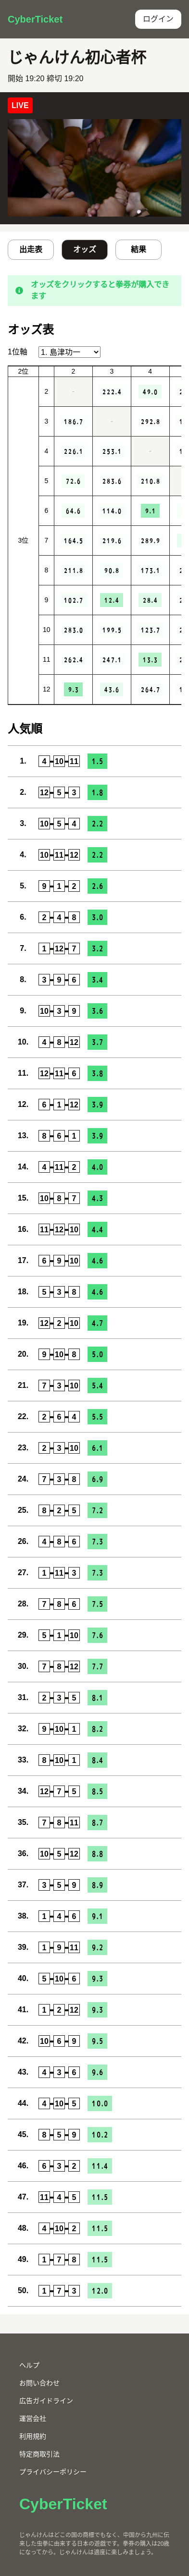 CyberTicket
ログイン
じゃんけん初心者杯
開始 19:20 締切 19:20
LIVE
出走表
オッズ
結果
オッズをクリックすると拳券が購入できます
オッズ表
1位軸 1. 島津功一
2位 2 3 4
3位
2 - 222.4 49.0
3 186.7 - 292.8
4 226.1 253.1 -
5 72.6 283.6 210.8
6 64.6 114.0 9.1
7 164.5 219.6 289.9
8 211.8 90.8 173.1
9 102.7 12.4 28.4
10 283.0 199.5 123.7
11 262.4 247.1 13.3
12 9.3 43.6 264.7
人気順
1. 4-10-11 1.5
2. 12-5-3 1.8
3. 10-5-4 2.2
4. 10-11-12 2.2
5. 9-1-2 2.6
6. 2-4-8 3.0
7. 1-12-7 3.2
8. 3-9-6 3.4
9. 10-3-9 3.6
10. 4-8-12 3.7
11. 12-11-6 3.8
12. 6-1-12 3.9
13. 8-6-1 3.9
14. 4-11-2 4.0
15. 10-8-7 4.3
16. 11-12-10 4.4
17. 6-9-10 4.6
18. 5-3-8 4.6
19. 12-2-10 4.7
20. 9-10-8 5.0
21. 7-3-10 5.4
22. 2-6-4 5.5
23. 2-3-10 6.1
24. 7-3-8 6.9
25. 8-2-5 7.2
26. 4-8-6 7.3
27. 1-11-3 7.3
28. 7-8-6 7.5
29. 5-1-10 7.6
30. 7-8-12 7.7
31. 2-3-5 8.1
32. 9-10-1 8.2
33. 8-10-1 8.4
34. 12-7-5 8.5
35. 7-8-11 8.7
36. 10-5-12 8.8
37. 3-5-9 8.9
38. 1-4-6 9.1
39. 1-9-11 9.2
40. 5-10-6 9.3
41. 1-2-12 9.3
42. 10-6-9 9.5
43. 4-3-6 9.6
44. 4-10-5 10.0
45. 8-5-9 10.2
46. 6-3-2 11.4
47. 11-4-5 11.5
48. 4-10-2 11.5
49. 1-7-8 11.5
50. 1-7-3 12.0
ヘルプ
お問い合わせ
広告ガイドライン
運営会社
利用規約
特定商取引法
プライバシーポリシー
CyberTicket
じゃんけんはどこの国の商標でもなく、中国から九州に伝
来した虫拳に由来する日本の遊戯です。拳券の購入は20歳
になってから。じゃんけんは適度に楽しみましょう。